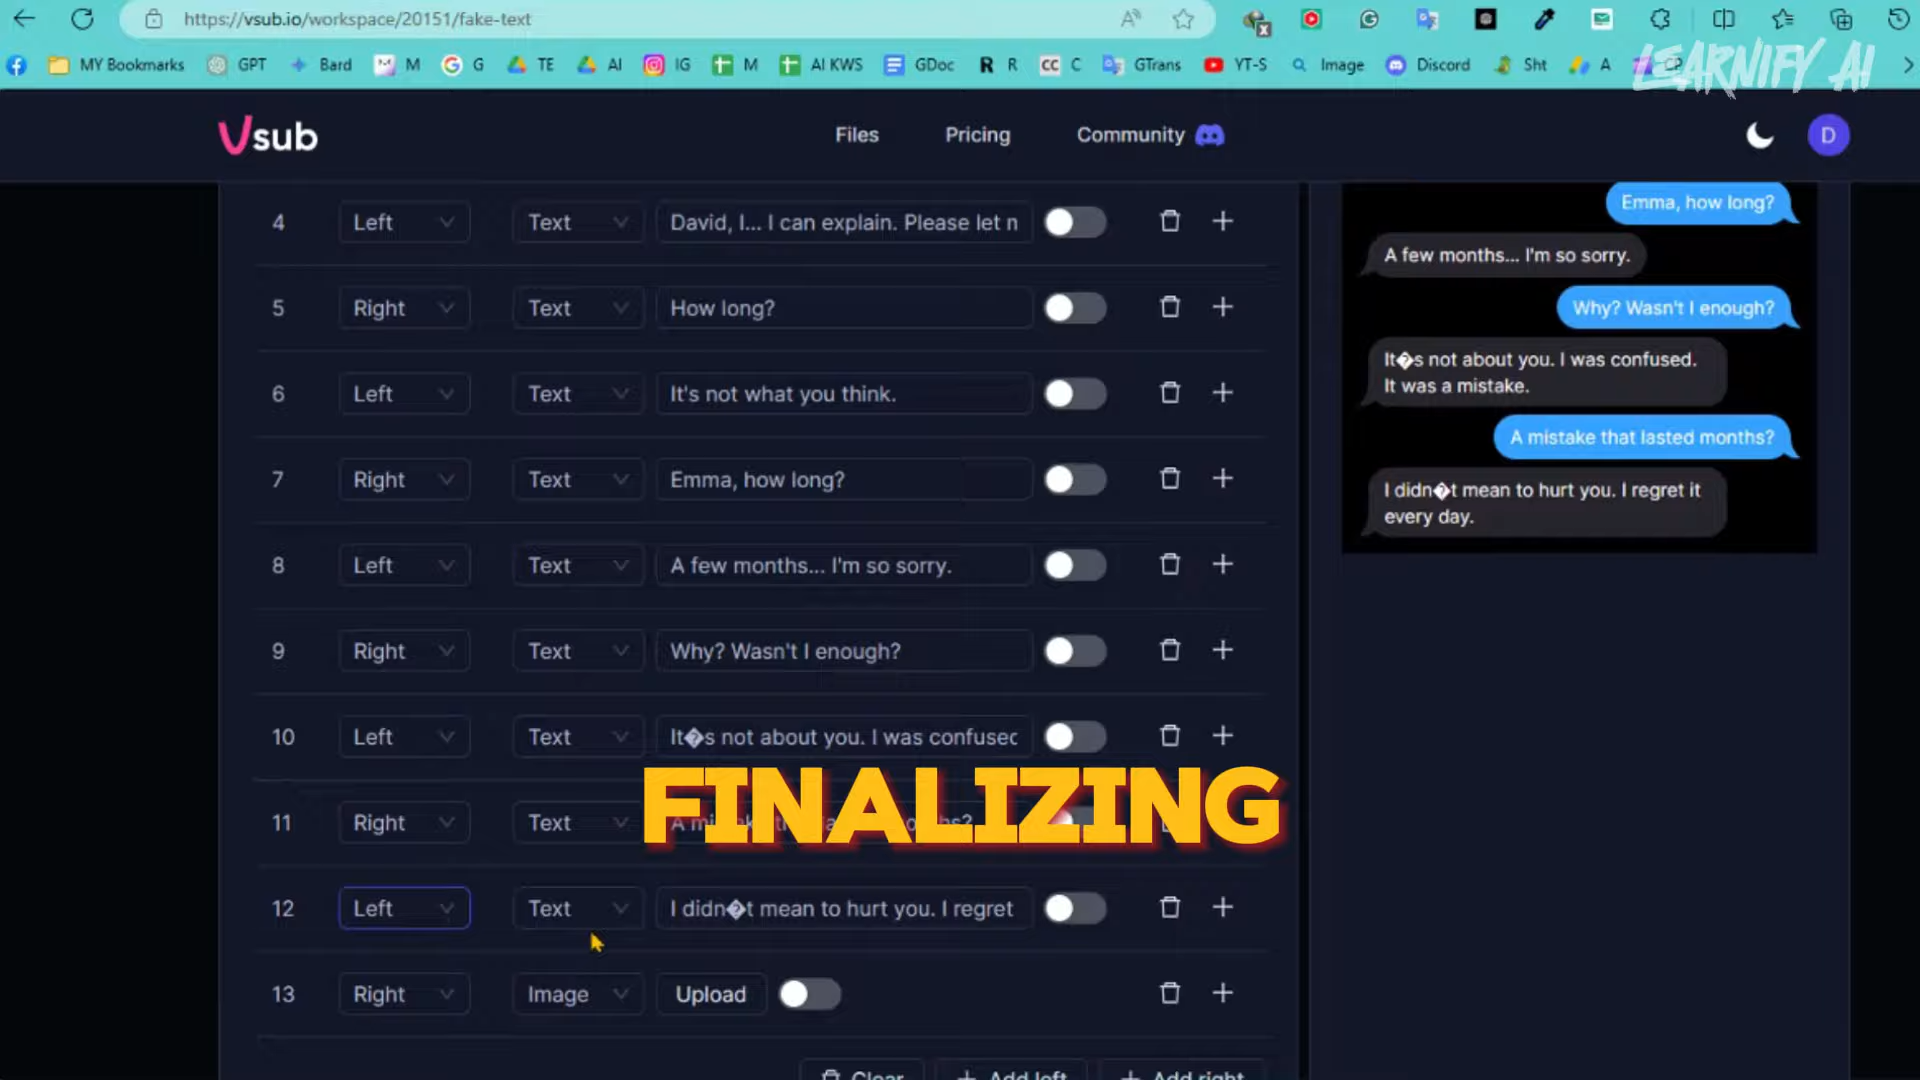 https://vsub.io/workspace/20151/fake-text
MY Bookmarks GPT Bard M G TE AI IG M AI KWS GDoc R C GTrans YT-S Image Discord Sht A
LEARNIFY AI
Vsub Files Pricing Community D
4 Left Text David, I... I can explain. Please let n
5 Right Text How long?
6 Left Text It's not what you think.
7 Right Text Emma, how long?
8 Left Text A few months... I'm so sorry.
9 Right Text Why? Wasn't I enough?
10 Left Text It�s not about you. I was confused
11 Right Text
FINALIZING
12 Left Text I didn�t mean to hurt you. I regret
13 Right Image Upload
Clear + Add left + Add right
Emma, how long?
A few months... I'm so sorry.
Why? Wasn't I enough?
It�s not about you. I was confused.
It was a mistake.
A mistake that lasted months?
I didn�t mean to hurt you. I regret it
every day.